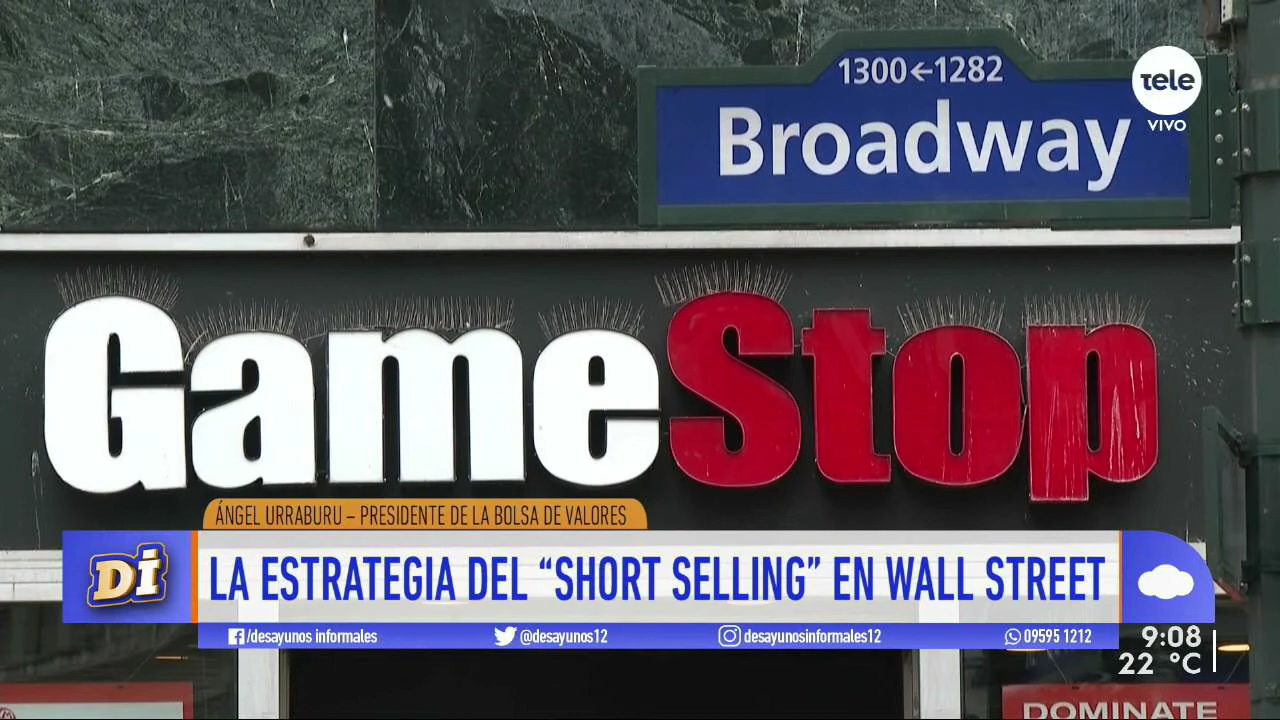 1300←1282
Broadway
tele
VIVO
GameStop
ÁNGEL URRABURU – PRESIDENTE DE LA BOLSA DE VALORES
Di
LA ESTRATEGIA DEL “SHORT SELLING” EN WALL STREET
/desayunos informales
@desayunos12
desayunosinformales12
09595 1212
9:08
22 °C
DOMINATE